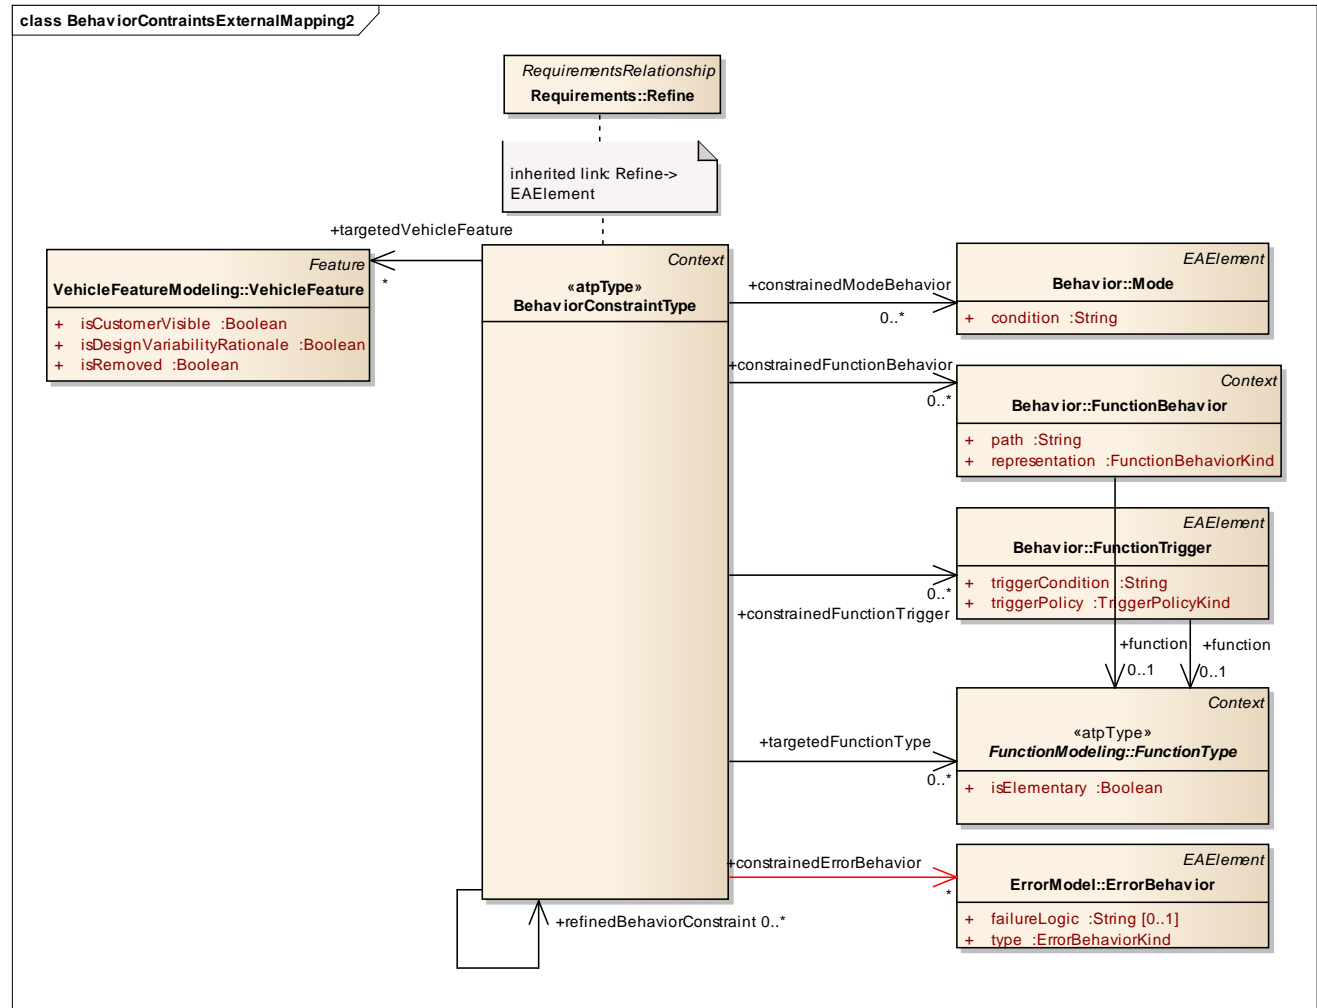 class BehaviorContraintsExternalMapping2
RequirementsRelationship
Requirements::Refine
inherited link: Refine->
EAElement
+targetedVehicleFeature
*
Feature
VehicleFeatureModeling::VehicleFeature
+ isCustomerVisible :Boolean
+ isDesignVariabilityRationale :Boolean
+ isRemoved :Boolean
Context
«atpType»
BehaviorConstraintType
+constrainedModeBehavior
0..*
EAElement
Behavior::Mode
+ condition :String
+constrainedFunctionBehavior
0..*
Context
Behavior::FunctionBehavior
+ path :String
+ representation :FunctionBehaviorKind
EAElement
Behavior::FunctionTrigger
+ triggerCondition :String
+ triggerPolicy :TriggerPolicyKind
0..*
+constrainedFunctionTrigger
+function
0..1
+function
0..1
+targetedFunctionType
0..*
Context
«atpType»
FunctionModeling::FunctionType
+ isElementary :Boolean
+constrainedErrorBehavior
*
EAElement
ErrorModel::ErrorBehavior
+ failureLogic :String [0..1]
+ type :ErrorBehaviorKind
+refinedBehaviorConstraint 0..*